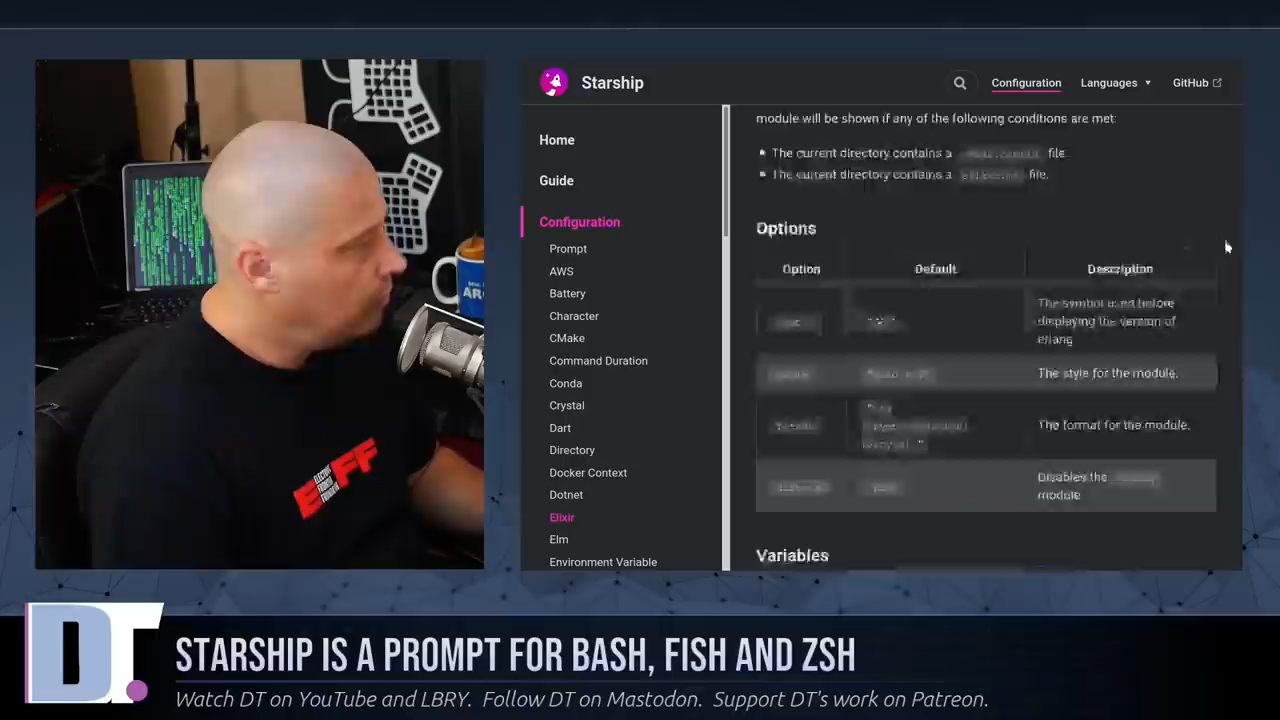 Starship
Configuration
Languages
GitHub
Home
Guide
Configuration
Prompt
AWS
Battery
Character
CMake
Command Duration
Conda
Crystal
Dart
Directory
Docker Context
Dotnet
Elixir
Elm
Environment Variable
module will be shown if any of the following conditions are met:
The current directory contains a file.
The current directory contains a file.
Options
Option Default Description
The symbol used before
displaying the version of
erlang
The style for the module.
The format for the module.
Disables the
module
Variables
EFF
ELECTRONIC
FRONTIER
FOUNDATION
AR
DT.
STARSHIP IS A PROMPT FOR BASH, FISH AND ZSH
Watch DT on YouTube and LBRY. Follow DT on Mastodon. Support DT's work on Patreon.